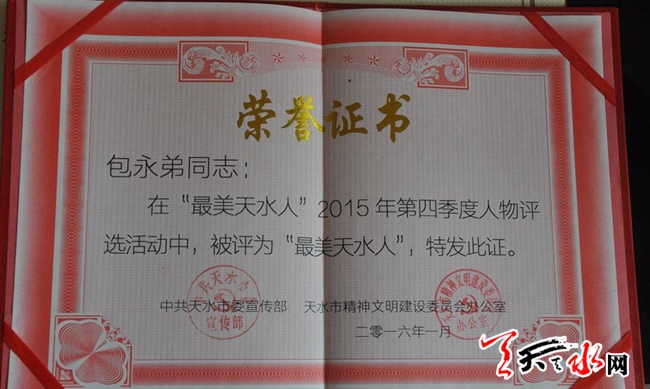 荣誉证书
包永弟同志：
在“最美天水人”2015年第四季度人物评
选活动中，被评为“最美天水人”，特发此证。
中共天水市委宣传部 天水市精神文明建设委员会办公室
二零一六年一月
天天水网